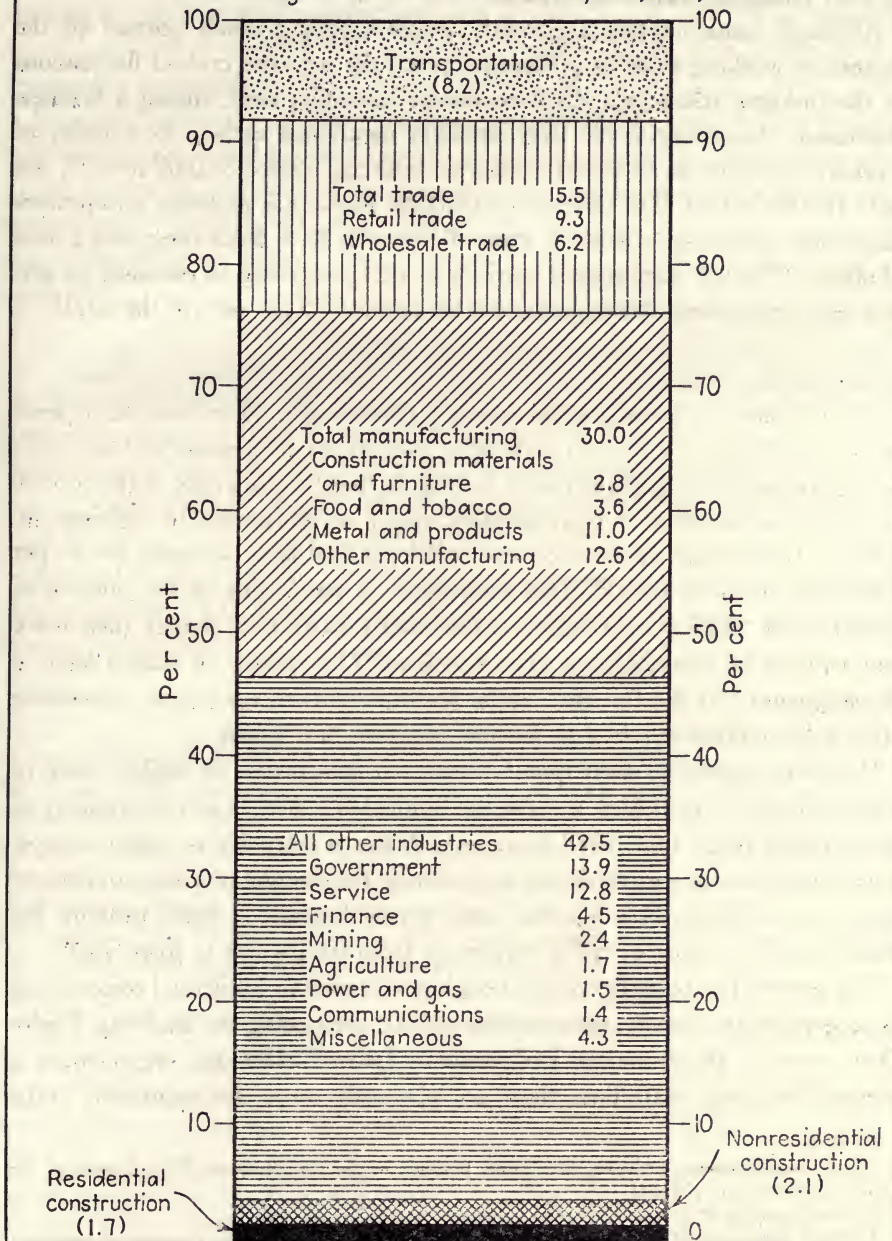 100
100
Transportation
(8.2)
90
90
Total trade 15.5
Retail trade 9.3
Wholesale trade 6.2
80
80
70
70
Total manufacturing 30.0
Construction materials
and furniture 2.8
Food and tobacco 3.6
Metal and products 11.0
Other manufacturing 12.6
60
60
50
50
Per cent
Per cent
40
40
All other industries 42.5
Government 13.9
Service 12.8
Finance 4.5
Mining 2.4
Agriculture 1.7
Power and gas 1.5
Communications 1.4
Miscellaneous 4.3
30
30
20
20
10
10
Nonresidential
construction
(2.1)
Residential
construction
(1.7)
0